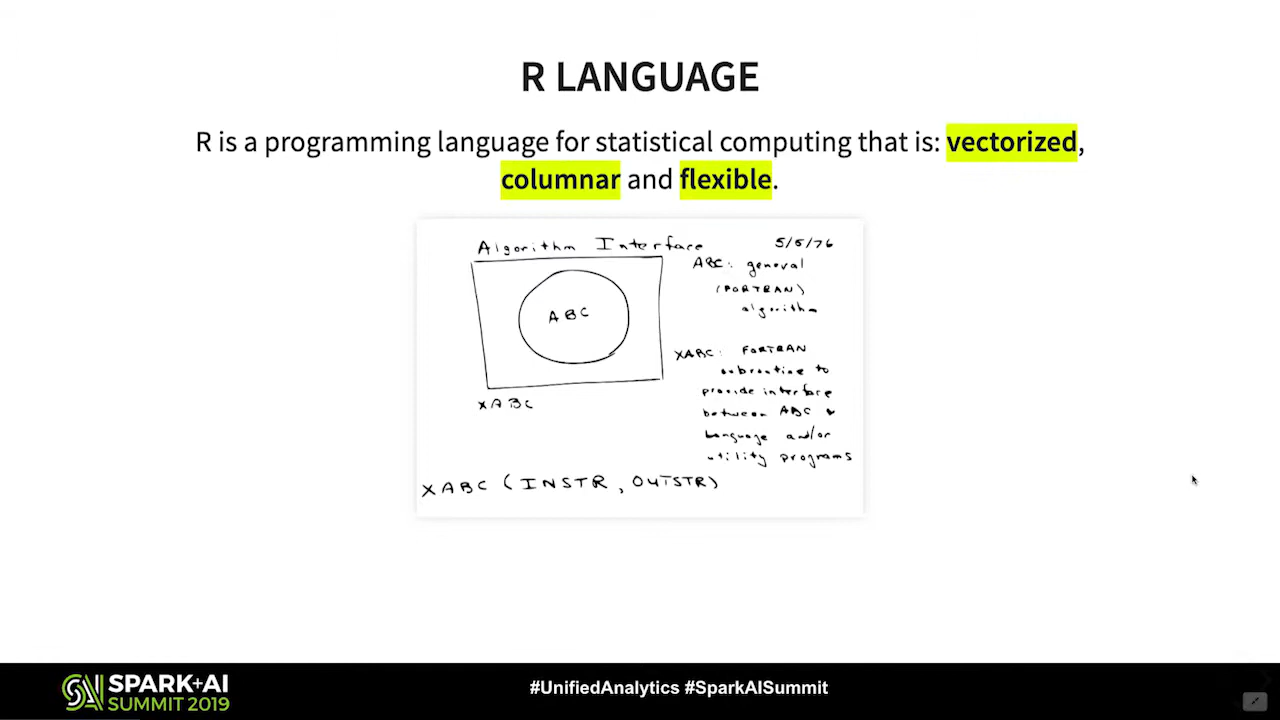 R LANGUAGE
R is a programming language for statistical computing that is: vectorized,
columnar and flexible.
Algorithm Interface
5/5/76
ABC
ABC: general
(FORTRAN)
algorithm
XABC: FORTRAN
subroutine to
provide interface
between ABC &
language and/or
utility programs
XABC
XABC (INSTR, OUTSTR)
SPARK+AI
SUMMIT 2019
#UnifiedAnalytics #SparkAISummit